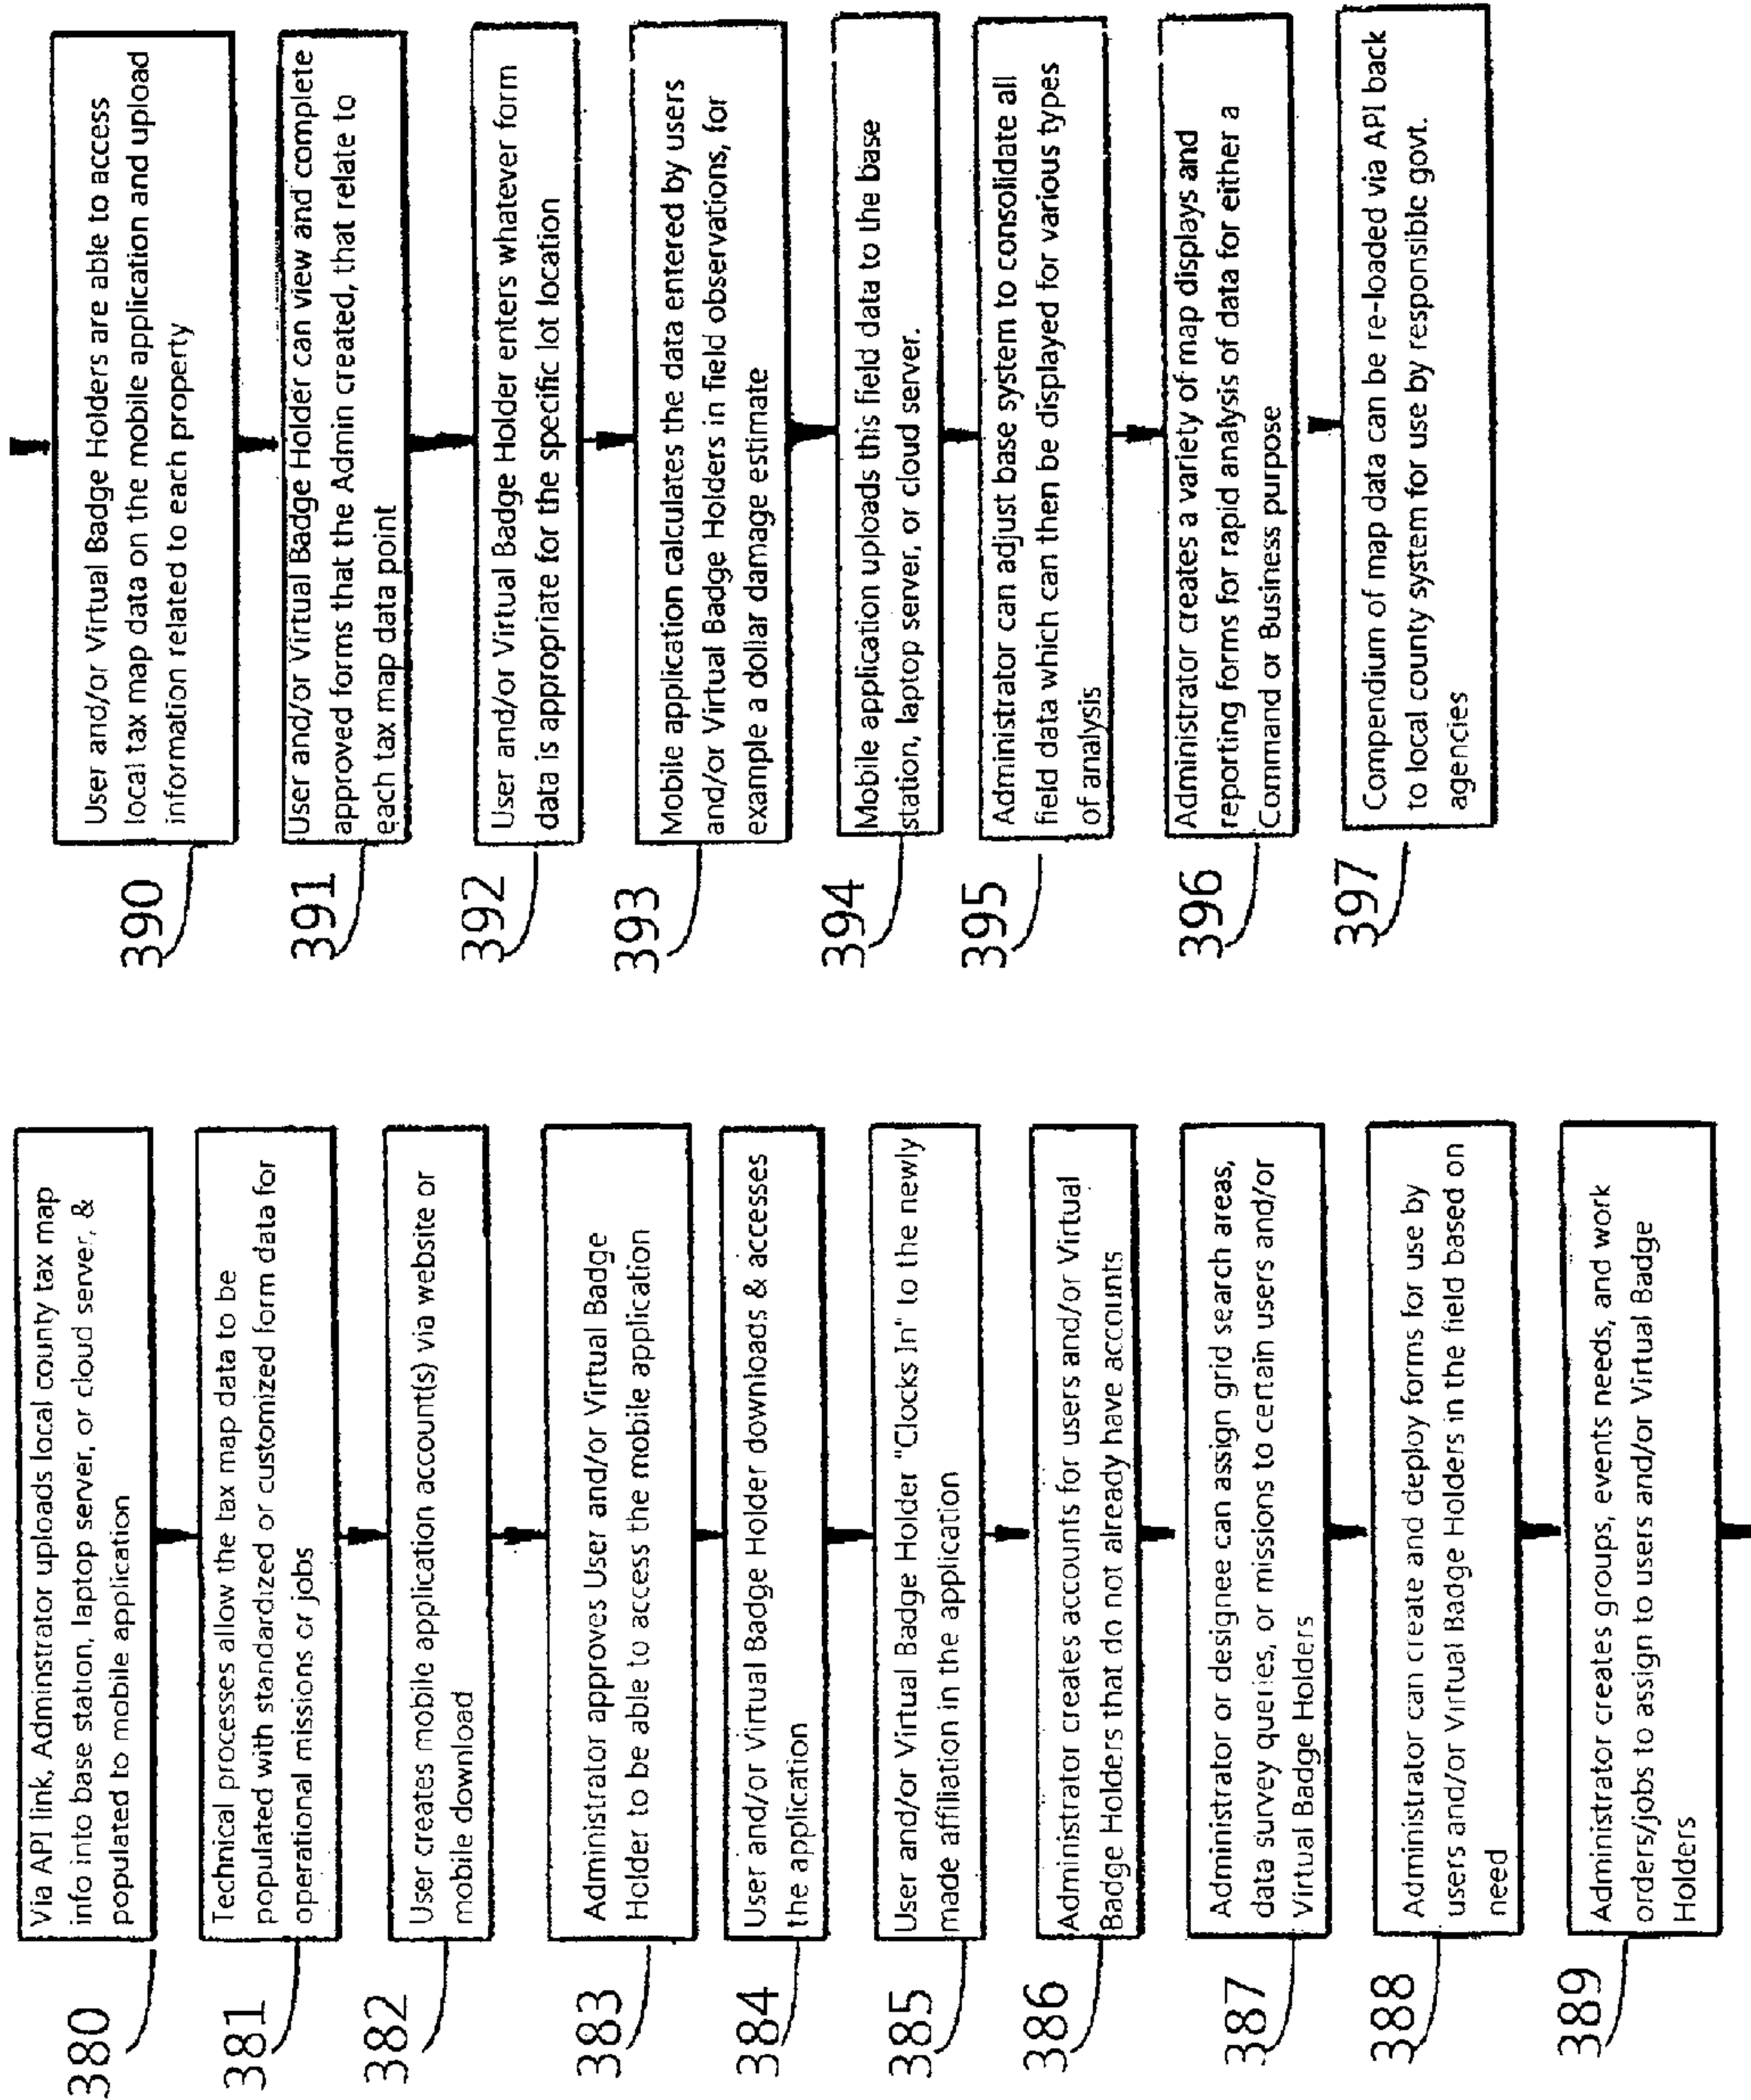 380
Via API link, Administrator uploads local county tax map
info into base station, laptop server, or cloud server, &
populated to mobile application
381
Technical processes allow the tax map data to be
populated with standardized or customized form data for
operational missions or jobs
382
User creates mobile application account(s) via website or
mobile download
383
Administrator approves User and/or Virtual Badge
Holder to be able to access the mobile application
384
User and/or Virtual Badge Holder downloads & accesses
the application
385
User and/or Virtual Badge Holder "Clocks In" to the newly
made affiliation in the application
386
Administrator creates accounts for users and/or Virtual
Badge Holders that do not already have accounts
387
Administrator or designee can assign grid search areas,
data survey queries, or missions to certain users and/or
Virtual Badge Holders
388
Administrator can create and deploy forms for use by
users and/or Virtual Badge Holders in the field based on
need
389
Administrator creates groups, events needs, and work
orders/jobs to assign to users and/or Virtual Badge
Holders
390
User and/or Virtual Badge Holders are able to access
local tax map data on the mobile application and upload
information related to each property
391
User and/or Virtual Badge Holder can view and complete
approved forms that the Admin created, that relate to
each tax map data point
392
User and/or Virtual Badge Holder enters whatever form
data is appropriate for the specific lot location
393
Mobile application calculates the data entered by users
and/or Virtual Badge Holders in field observations, for
example a dollar damage estimate
394
Mobile application uploads this field data to the base
station, laptop server, or cloud server.
395
Administrator can adjust base system to consolidate all
field data which can then be displayed for various types
of analysis
396
Administrator creates a variety of map displays and
reporting forms for rapid analysis of data for either a
Command or Business purpose
397
Compendium of map data can be re-loaded via API back
to local county system for use by responsible govt.
agencies